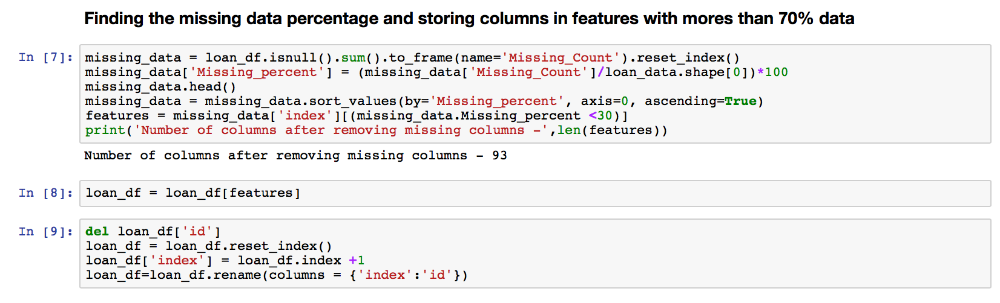 Finding the missing data percentage and storing columns in features with mores than 70% data
In [7]: missing_data = loan_df.isnull().sum().to_frame(name='Missing_Count').reset_index()
missing_data['Missing_percent'] = (missing_data['Missing_Count']/loan_data.shape[0])*100
missing_data.head()
missing_data = missing_data.sort_values(by='Missing_percent', axis=0, ascending=True)
features = missing_data['index'][(missing_data.Missing_percent <30)]
print('Number of columns after removing missing columns -',len(features))
Number of columns after removing missing columns - 93
In [8]: loan_df = loan_df[features]
In [9]: del loan_df['id']
loan_df = loan_df.reset_index()
loan_df['index'] = loan_df.index +1
loan_df=loan_df.rename(columns = {'index':'id'})